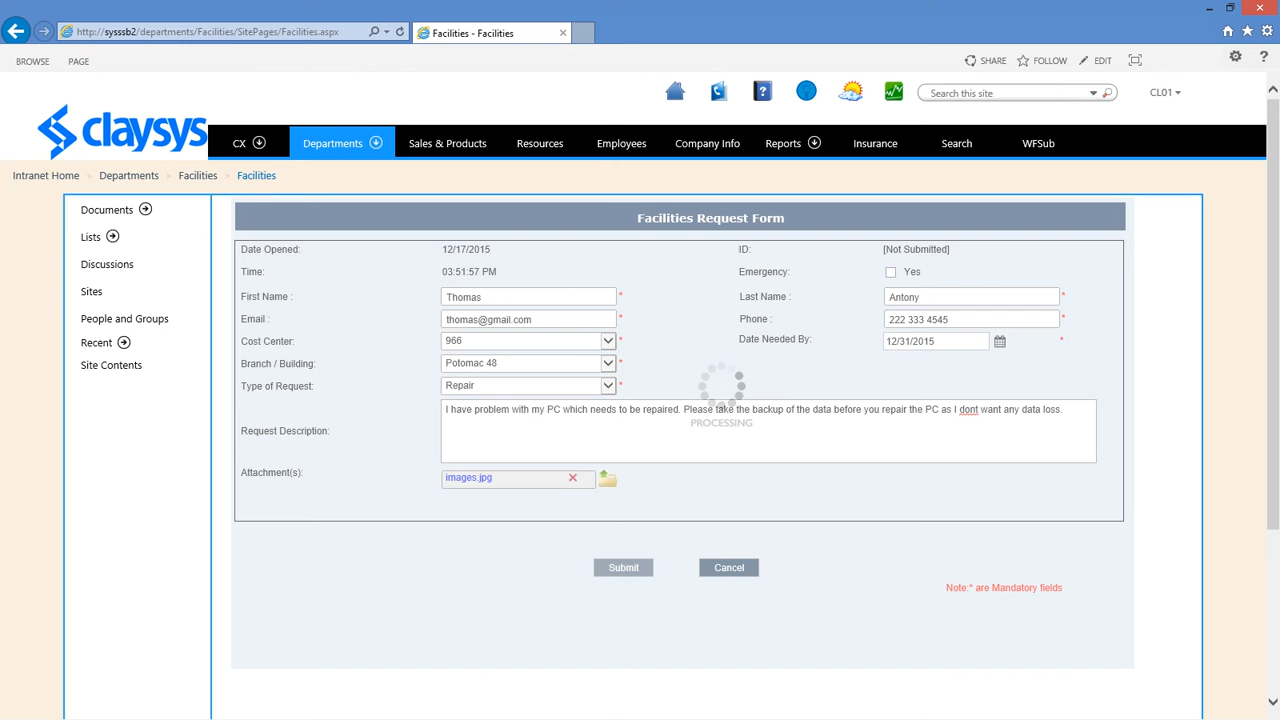 http://sysssb2/departments/Facilities/SitePages/Facilities.aspx
Facilities - Facilities
BROWSE PAGE
SHARE FOLLOW EDIT
claysys
Search this site
CL01
CX Departments Sales & Products Resources Employees Company Info Reports Insurance Search WFSub
Intranet Home > Departments > Facilities > Facilities
Documents
Lists
Discussions
Sites
People and Groups
Recent
Site Contents
Facilities Request Form
Date Opened: 12/17/2015 ID: [Not Submitted]
Time: 03:51:57 PM Emergency: Yes
First Name : Thomas * Last Name : Antony *
Email : thomas@gmail.com * Phone : 222 333 4545 *
Cost Center: 966 * Date Needed By: 12/31/2015 *
Branch / Building: Potomac 48 *
Type of Request: Repair *
Request Description: I have problem with my PC which needs to be repaired. Please take the backup of the data before you repair the PC as I dont want any data loss.
PROCESSING
Attachment(s): images.jpg
Submit Cancel
Note:* are Mandatory fields